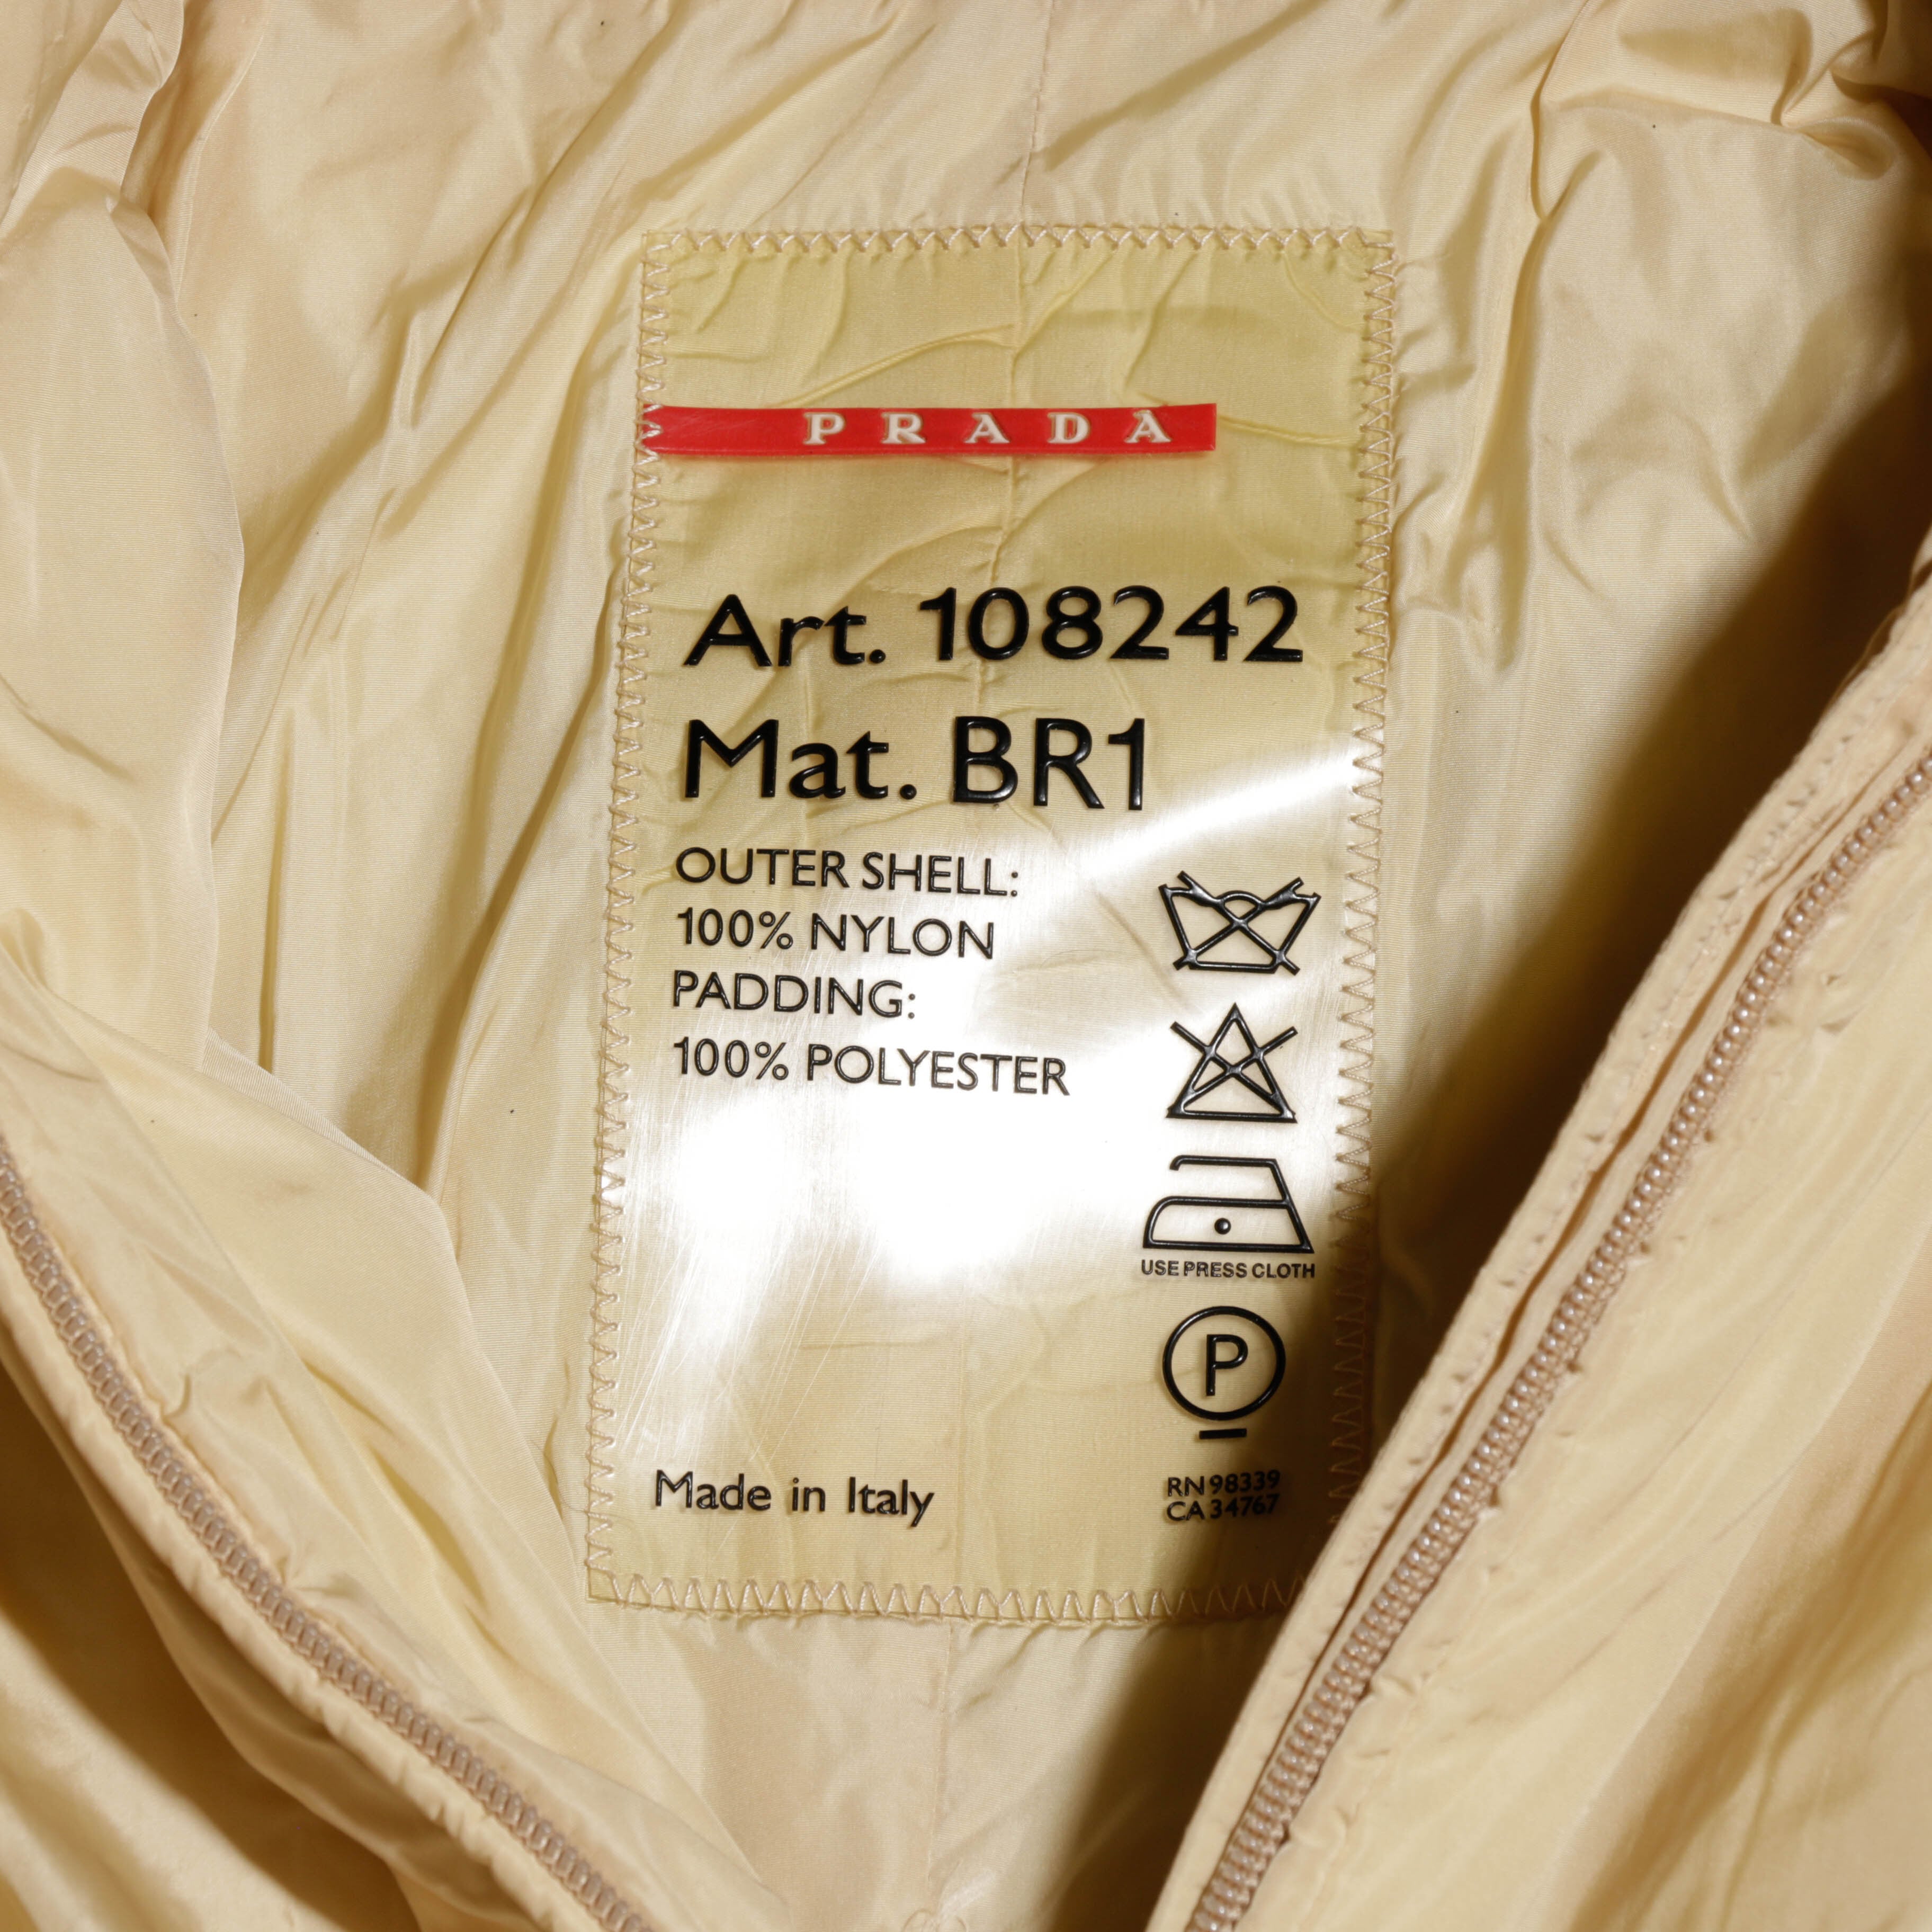 PRADA
Art. 108242
Mat. BR1
OUTER SHELL:
100% NYLON
PADDING:
100% POLYESTER
USE PRESS CLOTH
P
Made in Italy
RN 98339
CA 34767